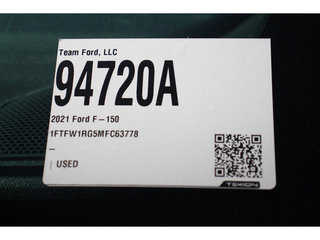 Team Ford, LLC
94720A
2021 Ford F-150
1FTFW1RG5MFC63778
-
| USED
TEKION